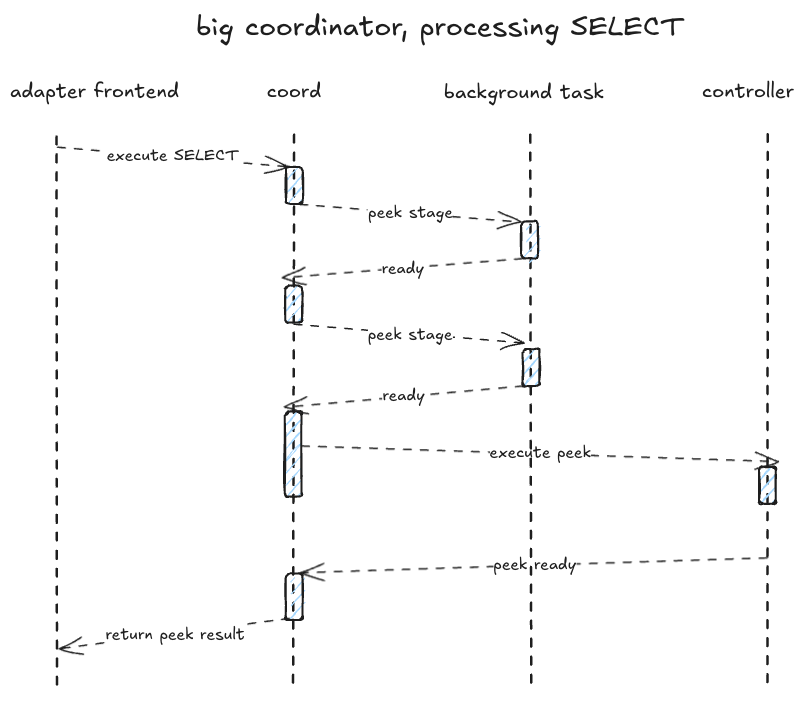 big coordinator, processing SELECT
adapter frontend
coord
background task
controller
execute SELECT
peek stage
ready
peek stage
ready
execute peek
peek ready
return peek result